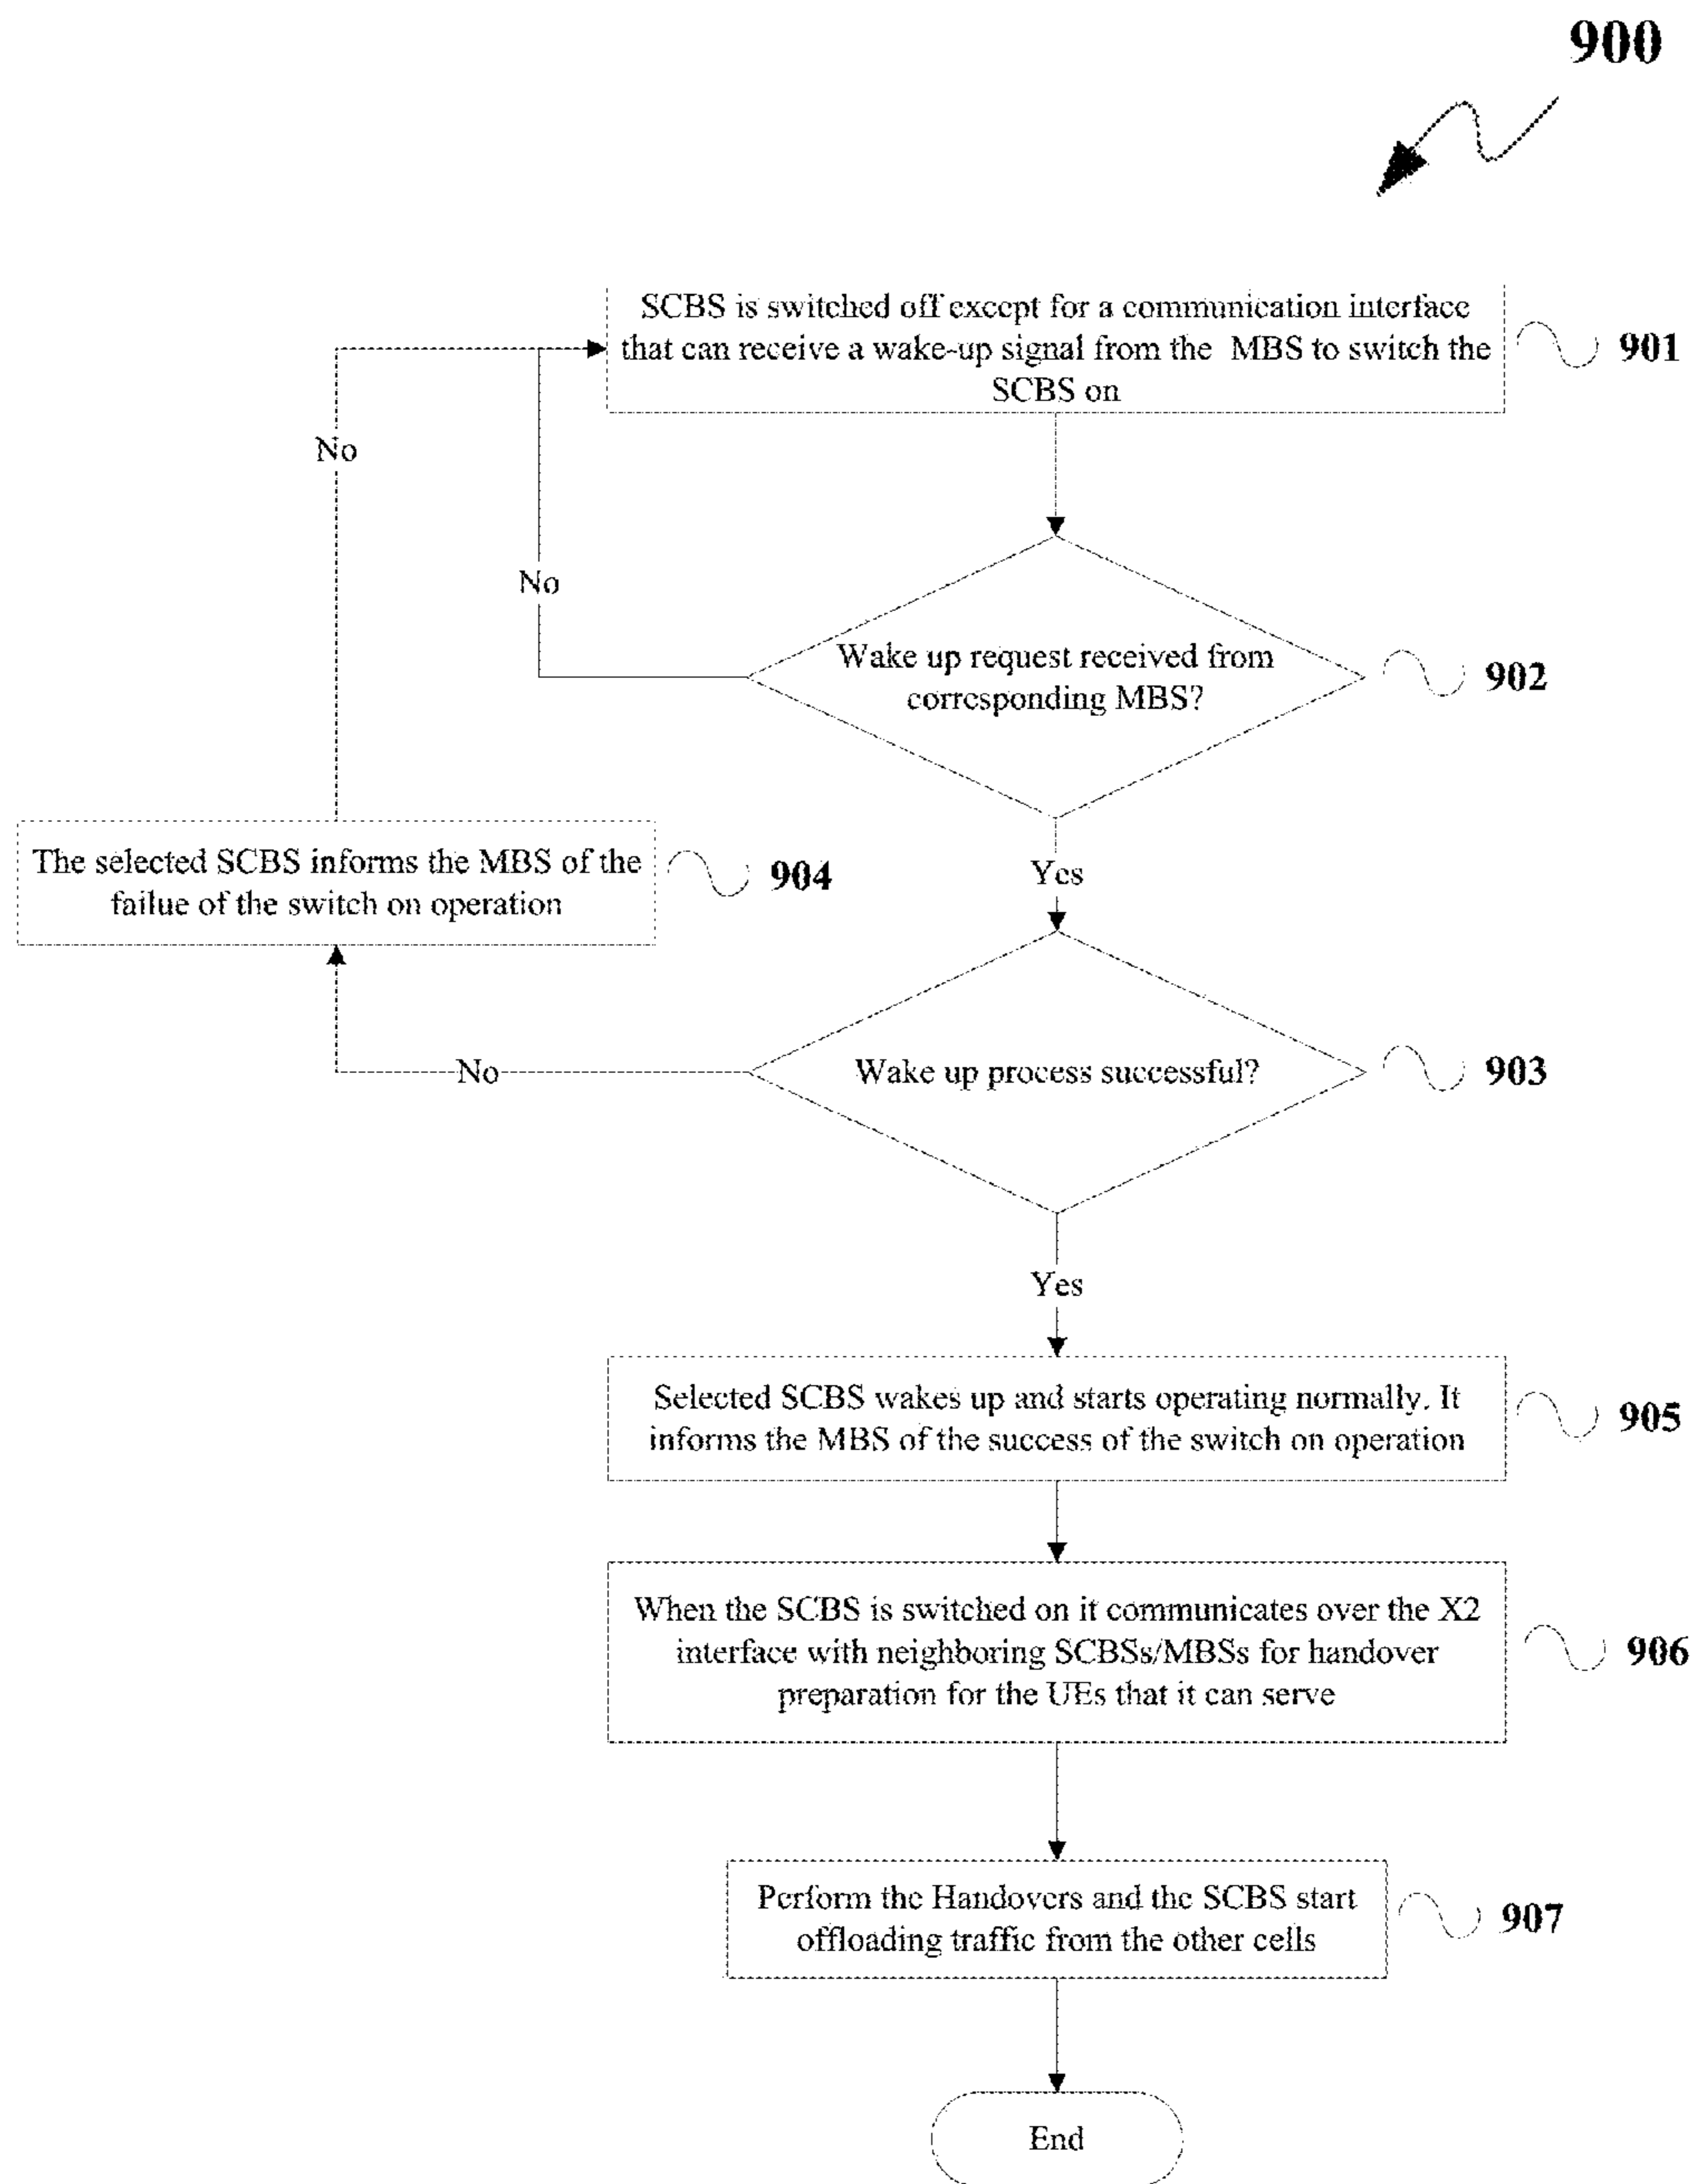 900
SCBS is switched off except for a communication interface
that can receive a wake-up signal from the MBS to switch the
SCBS on
901
No
No
Wake up request received from
corresponding MBS?
902
The selected SCBS informs the MBS of the
failue of the switch on operation
904
Yes
Wake up process successful?
903
No
Yes
Selected SCBS wakes up and starts operating normally. It
informs the MBS of the success of the switch on operation
905
When the SCBS is switched on it communicates over the X2
interface with neighboring SCBSs/MBSs for handover
preparation for the UEs that it can serve
906
Perform the Handovers and the SCBS start
offloading traffic from the other cells
907
End